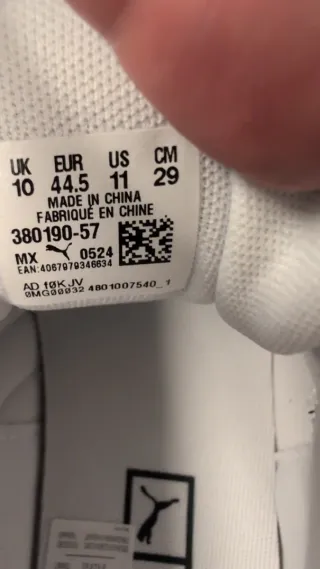 UK EUR US CM
10 44.5 11 29
MADE IN CHINA
FABRIQUÉ EN CHINE
380190-57
MX 0524
EAN:4067979346634
AD f0KJV
0MG00032 4801007540_1